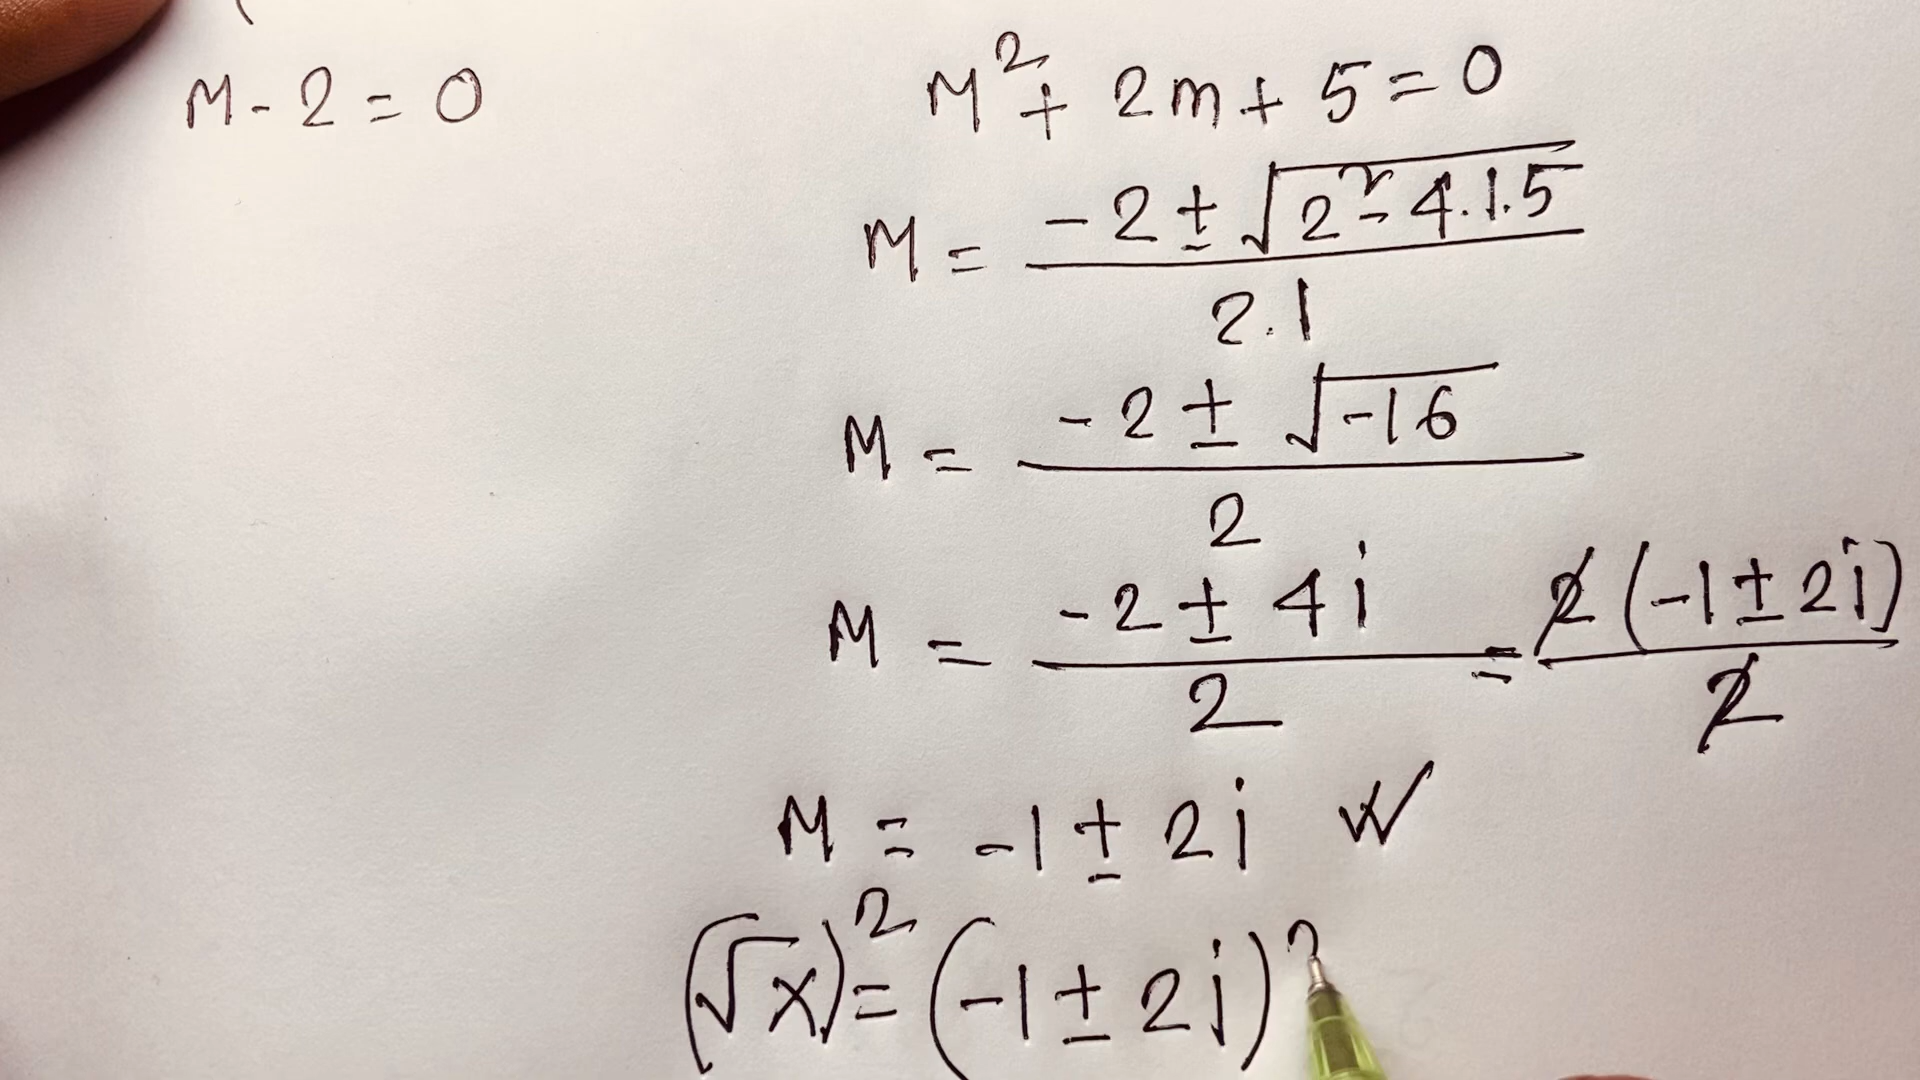 M - 2 = 0
M² + 2m + 5 = 0
M = (-2 ± √(2² - 4.1.5)) / 2.1
M = (-2 ± √-16) / 2
M = (-2 ± 4i) / 2 = 2(-1 ± 2i) / 2
M = -1 ± 2i
(√x)² = (-1 ± 2i)²